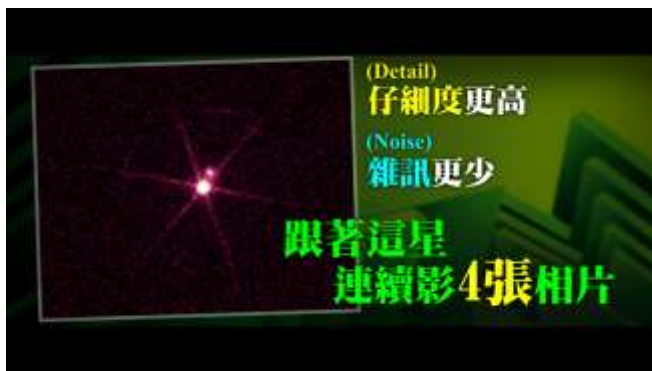 (Detail)
仔細度更高
(Noise)
雜訊更少
跟著這星
連續影4張相片